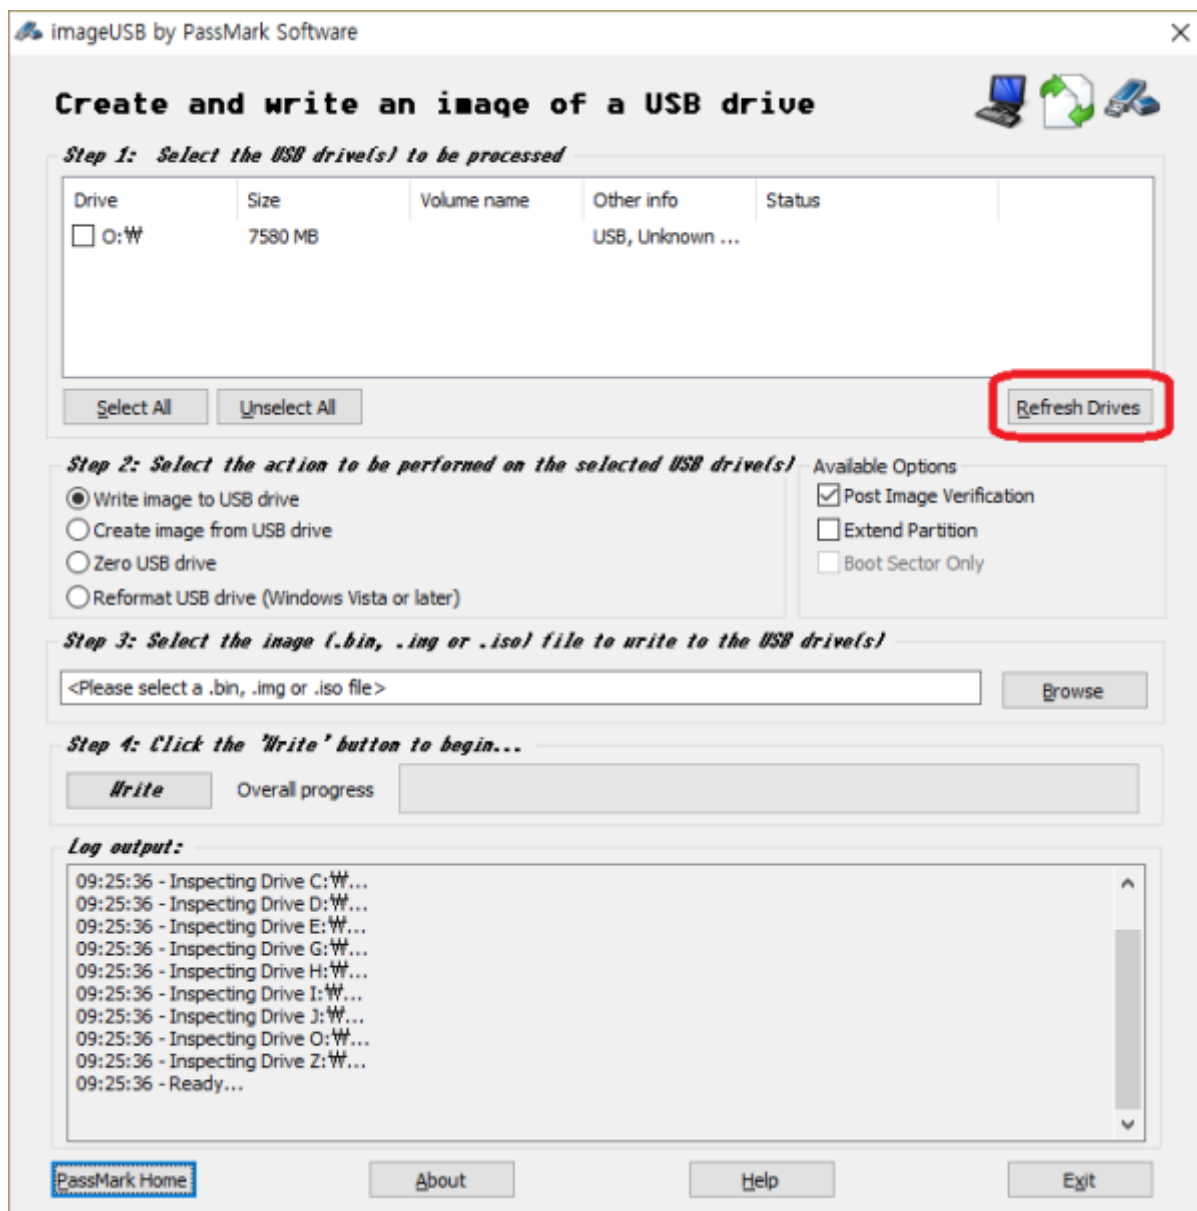 imageUSB by PassMark Software
Create and write an image of a USB drive
Step 1: Select the USB drive(s) to be processed
Drive Size Volume name Other info Status
O:₩ 7580 MB USB, Unknown ...
Select All Unselect All Refresh Drives
Step 2: Select the action to be performed on the selected USB drive(s)
Available Options
Write image to USB drive
Post Image Verification
Create image from USB drive
Extend Partition
Zero USB drive
Boot Sector Only
Reformat USB drive (Windows Vista or later)
Step 3: Select the image (.bin, .img or .iso) file to write to the USB drive(s)
<Please select a .bin, .img or .iso file>
Browse
Step 4: Click the 'Write' button to begin...
Write Overall progress
Log output:
09:25:36 - Inspecting Drive C:₩...
09:25:36 - Inspecting Drive D:₩...
09:25:36 - Inspecting Drive E:₩...
09:25:36 - Inspecting Drive G:₩...
09:25:36 - Inspecting Drive H:₩...
09:25:36 - Inspecting Drive I:₩...
09:25:36 - Inspecting Drive J:₩...
09:25:36 - Inspecting Drive O:₩...
09:25:36 - Inspecting Drive Z:₩...
09:25:36 - Ready...
PassMark Home About Help Exit